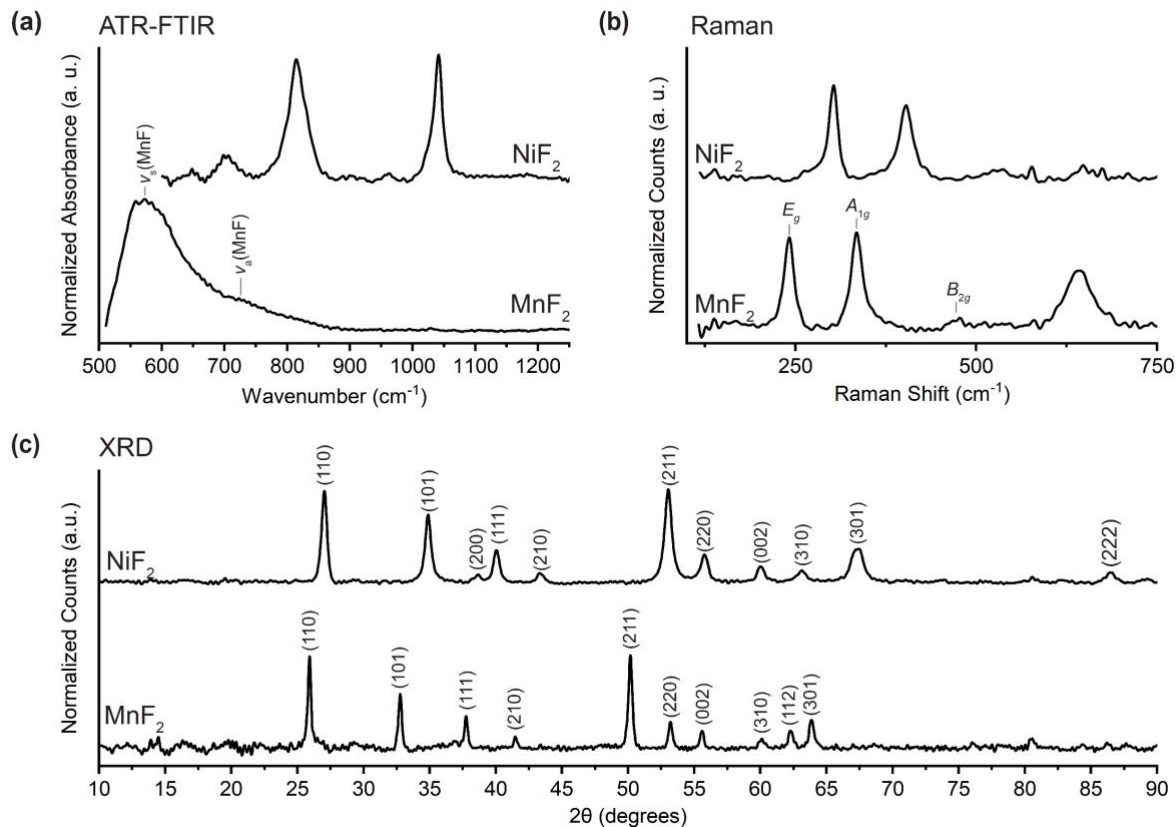 (a) ATR-FTIR
Normalized Absorbance (a. u.)
νs(MnF)
νa(MnF)
NiF2
MnF2
500 600 700 800 900 1000 1100 1200
Wavenumber (cm-1)
(b) Raman
Normalized Counts (a. u.)
NiF2
Eg
A1g
B2g
MnF2
250 500 750
Raman Shift (cm-1)
(c) XRD
Normalized Counts (a.u.)
NiF2
(110) (101) (200) (111) (210) (211) (220) (002) (310) (301) (222)
MnF2
(110) (101) (111) (210) (211) (220) (002) (310) (112) (301)
10 15 20 25 30 35 40 45 50 55 60 65 70 75 80 85 90
2θ (degrees)